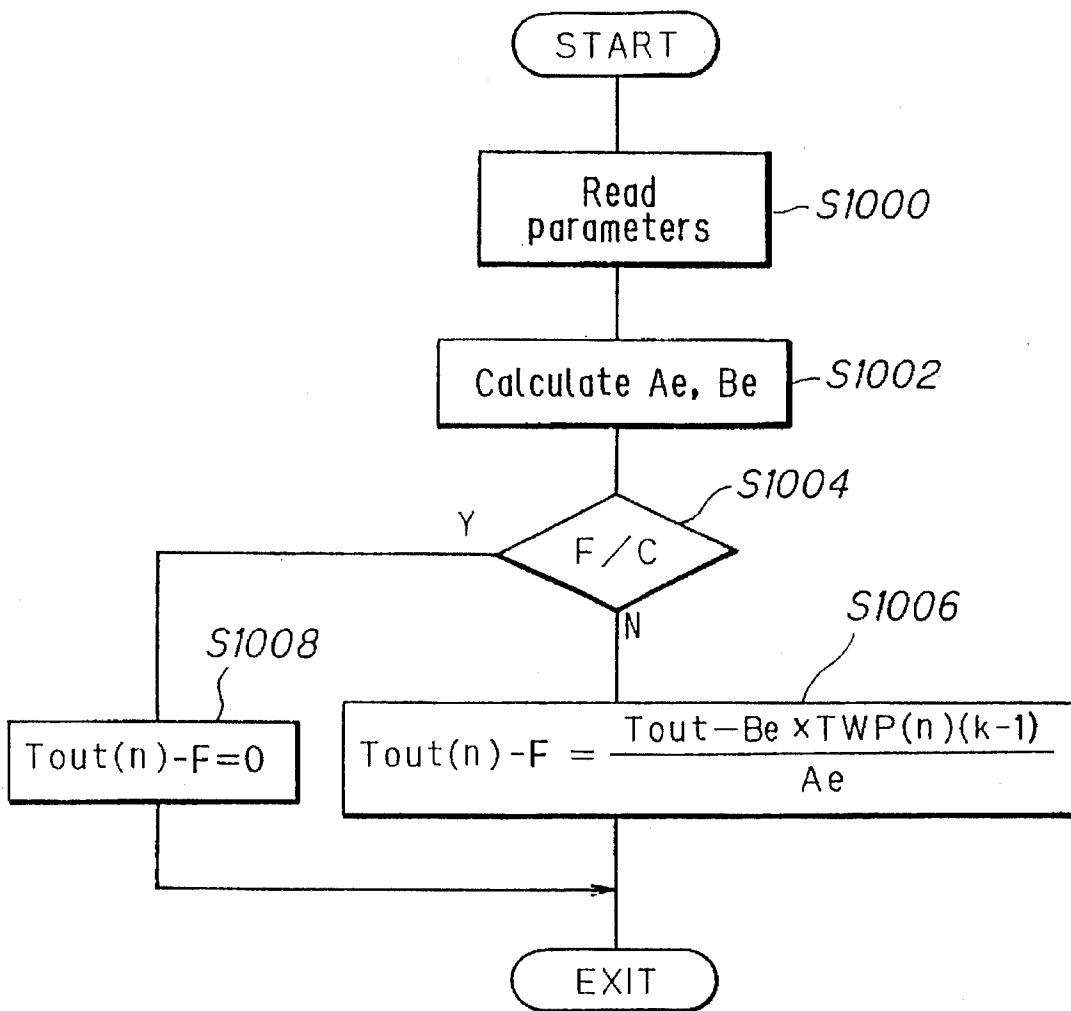 START
Read
parameters
S1000
Calculate Ae, Be
S1002
S1004
Y
F/C
N
S1006
S1008
Tout(n)-F=0
Tout(n)-F = Tout-Be×TWP(n)(k-1)
Ae
EXIT